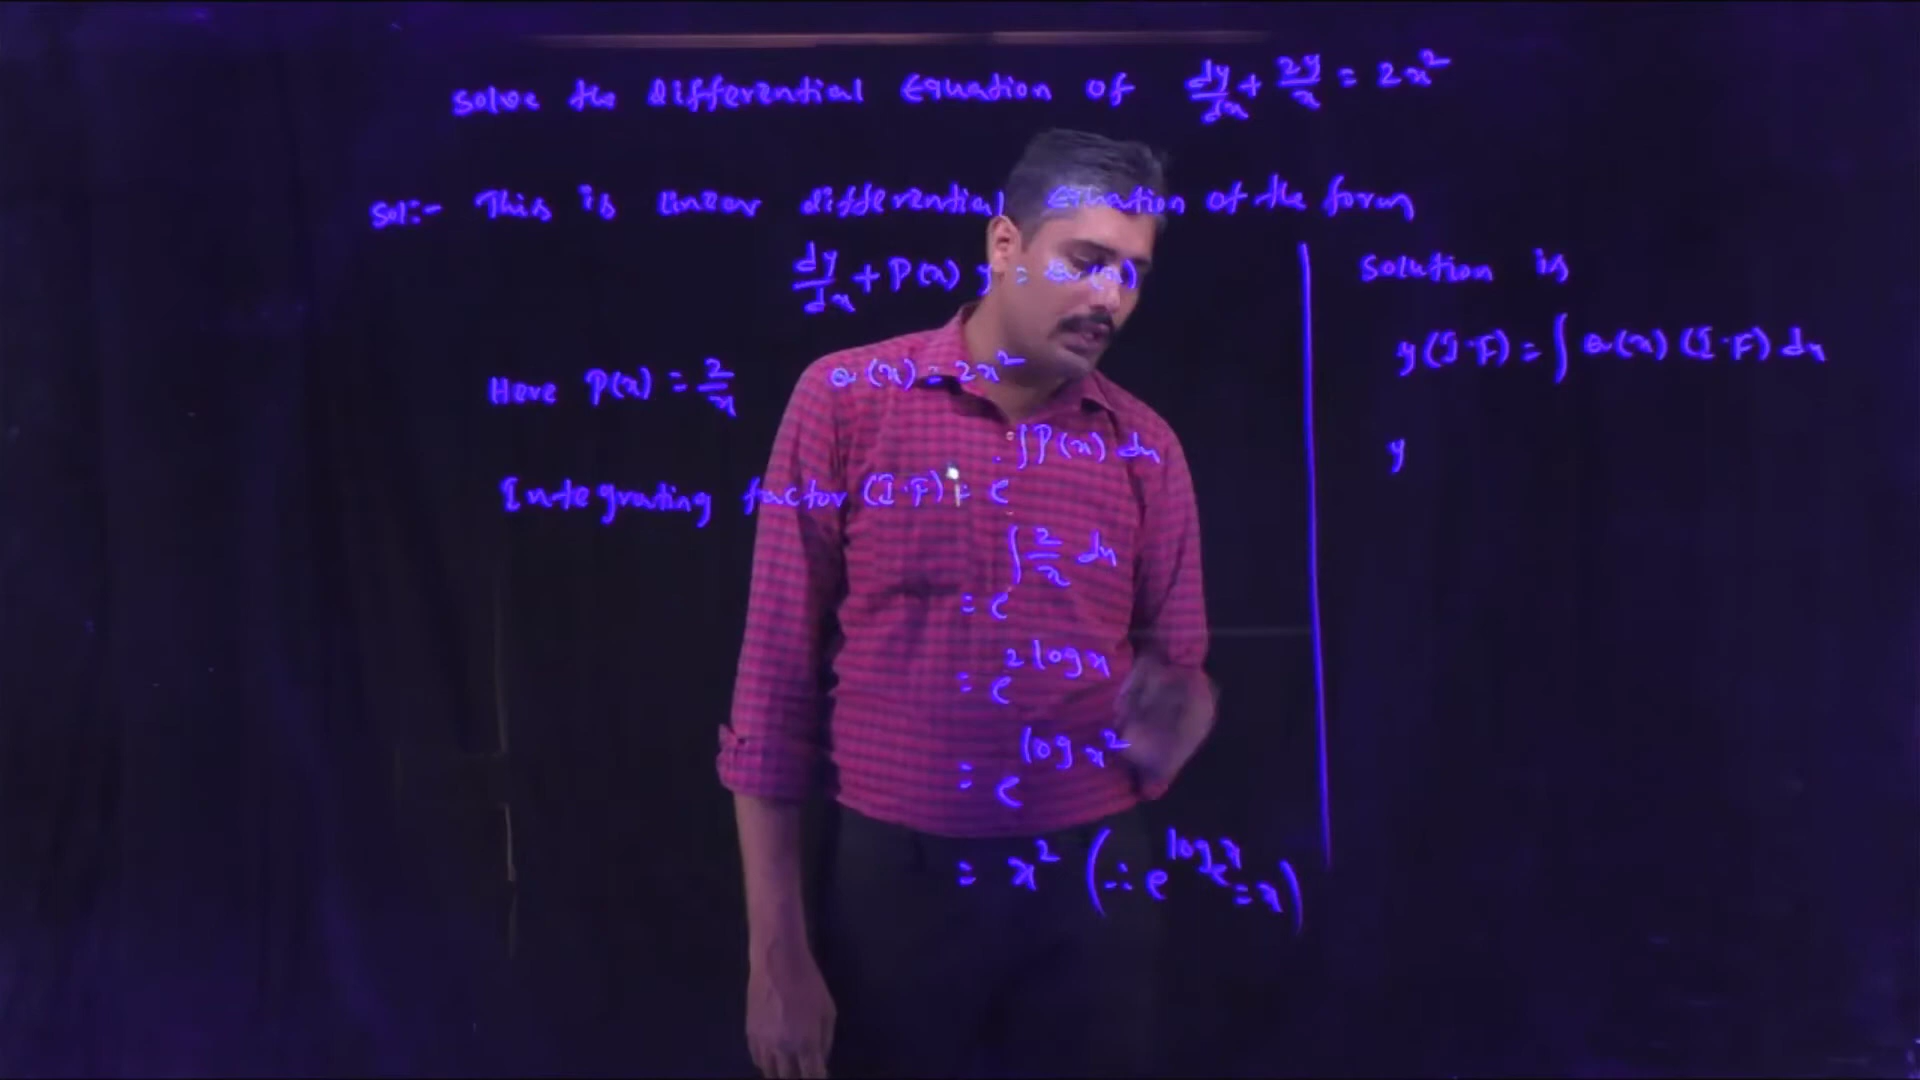 Solve the differential Equation of dy/dx + 2y/x = 2x²
Sol:- This is linear differential Equation of the form
dy/dx + P(x) y = Q(x)
Here P(x) = 2/x Q(x) = 2x²
Integrating factor (I.F) = e^∫P(x) dx
= e^∫2/x dx
= e^2 log x
= e^log x²
= x² (∵ e^logₑx = x)
Solution is
y (I.F) = ∫ Q(x) (I.F) dx
y